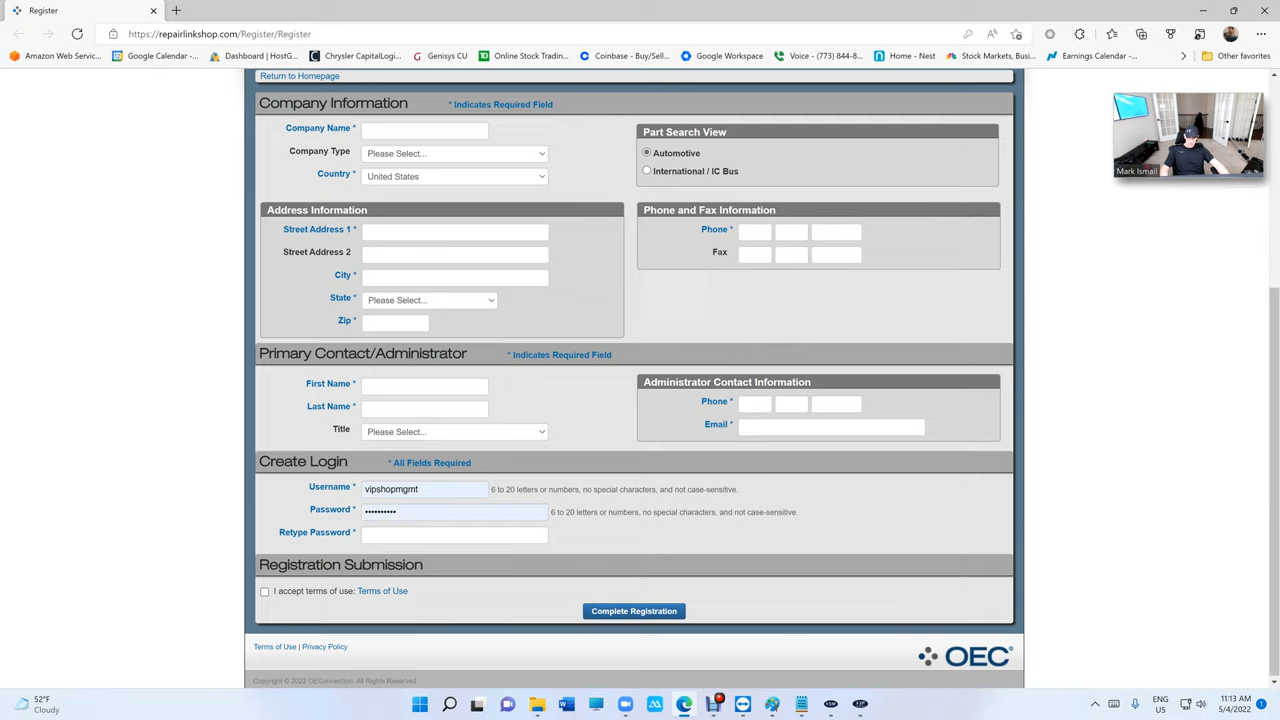 Register
https://repairlinkshop.com/Register/Register
Amazon Web Servic...
Google Calendar -...
Dashboard | HostG...
Chrysler CapitalLogi...
Genisys CU
Online Stock Tradin...
Coinbase - Buy/Sell...
Google Workspace
Voice - (773) 844-8...
Home - Nest
Stock Markets, Busi...
Earnings Calendar -...
Other favorites
Return to Homepage
Company Information * Indicates Required Field
Company Name *
Company Type Please Select...
Country * United States
Part Search View
Automotive
International / IC Bus
Address Information
Street Address 1 *
Street Address 2
City *
State * Please Select...
Zip *
Phone and Fax Information
Phone *
Fax
Primary Contact/Administrator * Indicates Required Field
First Name *
Last Name *
Title Please Select...
Administrator Contact Information
Phone *
Email *
Create Login * All Fields Required
Username * vipshopmgmt 6 to 20 letters or numbers, no special characters, and not case-sensitive.
Password * •••••••••• 6 to 20 letters or numbers, no special characters, and not case-sensitive.
Retype Password *
Registration Submission
I accept terms of use: Terms of Use
Complete Registration
Terms of Use | Privacy Policy
OEC
Copyright © 2022 OEConnection. All Rights Reserved
Mark Ismail
52°F
Cloudy
ENG
US
11:13 AM
5/4/2022